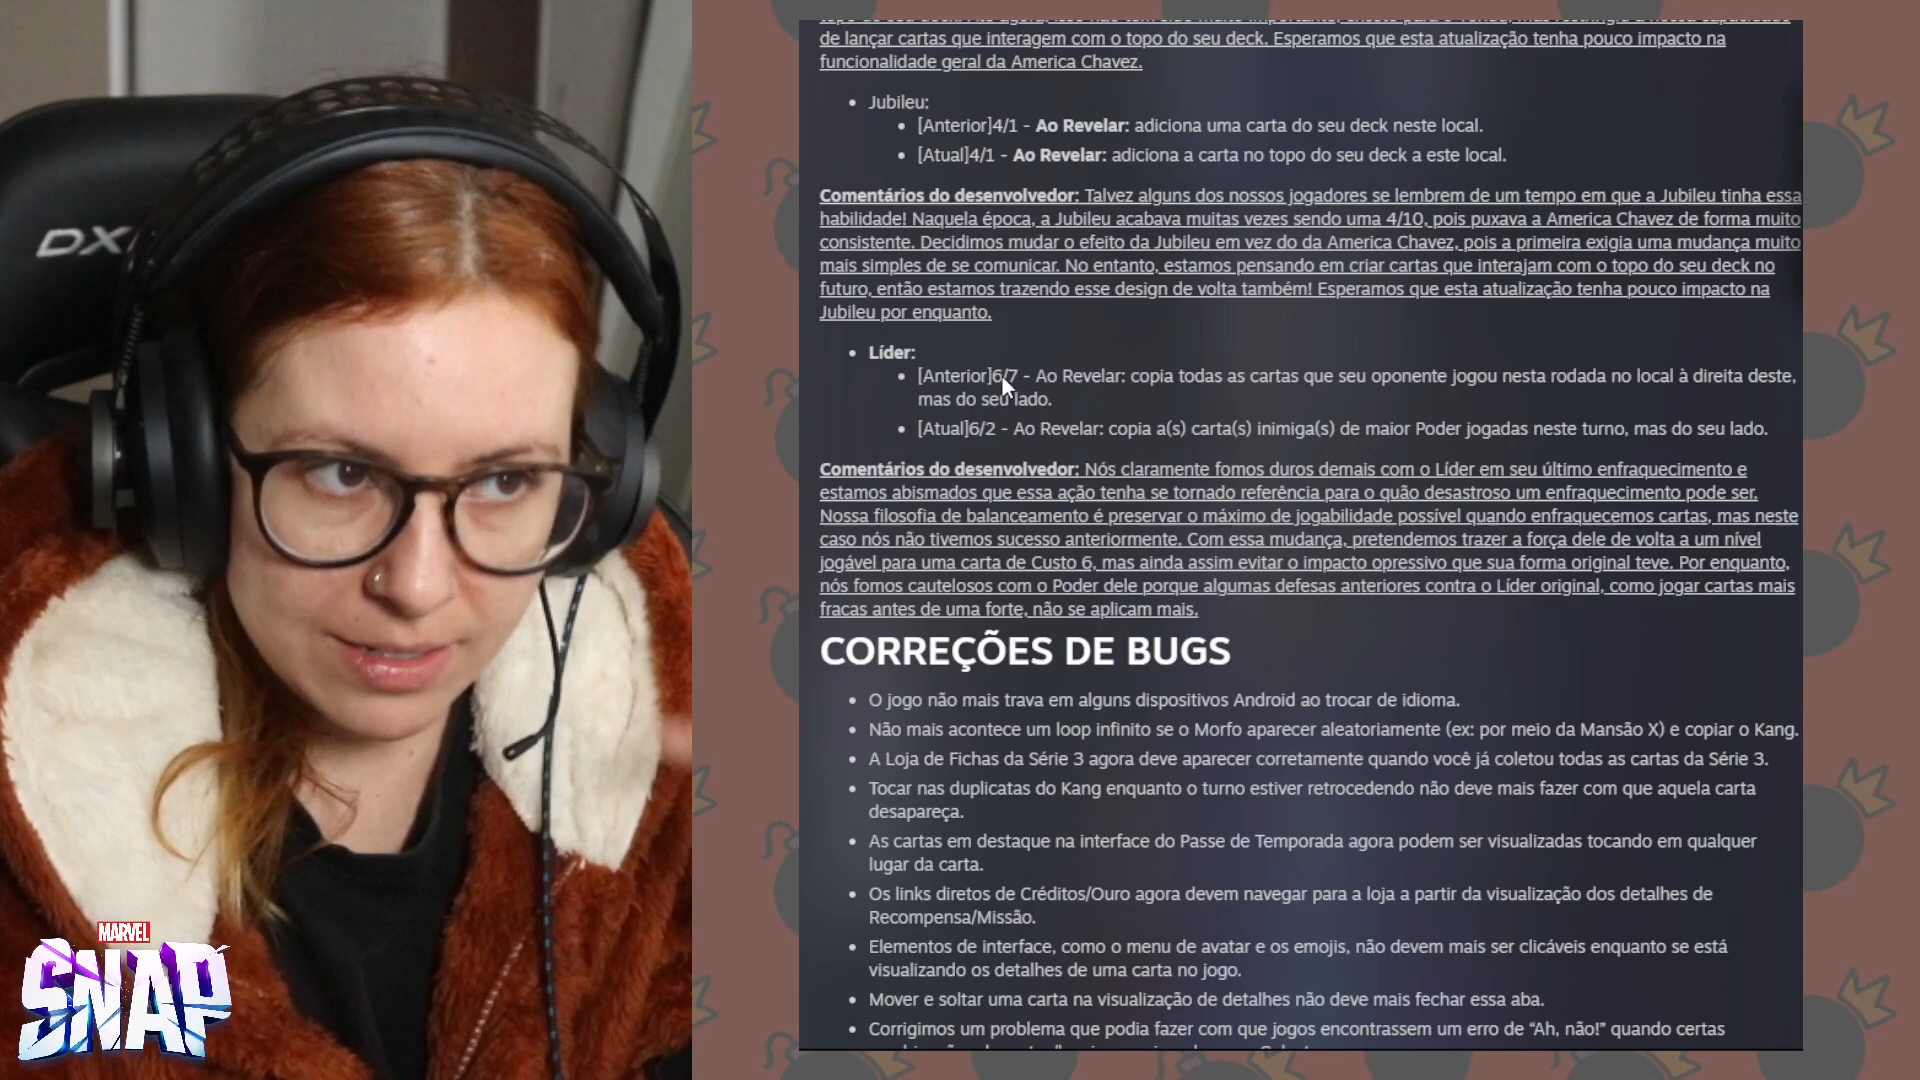 de lançar cartas que interagem com o topo do seu deck. Esperamos que esta atualização tenha pouco impacto na
funcionalidade geral da America Chavez.
Jubileu:
[Anterior]4/1 - Ao Revelar: adiciona uma carta do seu deck neste local.
[Atual]4/1 - Ao Revelar: adiciona a carta no topo do seu deck a este local.
Comentários do desenvolvedor: Talvez alguns dos nossos jogadores se lembrem de um tempo em que a Jubileu tinha essa
habilidade! Naquela época, a Jubileu acabava muitas vezes sendo uma 4/10, pois puxava a America Chavez de forma muito
consistente. Decidimos mudar o efeito da Jubileu em vez do da America Chavez, pois a primeira exigia uma mudança muito
mais simples de se comunicar. No entanto, estamos pensando em criar cartas que interajam com o topo do seu deck no
futuro, então estamos trazendo esse design de volta também! Esperamos que esta atualização tenha pouco impacto na
Jubileu por enquanto.
Líder:
[Anterior]6/7 - Ao Revelar: copia todas as cartas que seu oponente jogou nesta rodada no local à direita deste,
mas do seu lado.
[Atual]6/2 - Ao Revelar: copia a(s) carta(s) inimiga(s) de maior Poder jogadas neste turno, mas do seu lado.
Comentários do desenvolvedor: Nós claramente fomos duros demais com o Líder em seu último enfraquecimento e
estamos abismados que essa ação tenha se tornado referência para o quão desastroso um enfraquecimento pode ser.
Nossa filosofia de balanceamento é preservar o máximo de jogabilidade possível quando enfraquecemos cartas, mas neste
caso nós não tivemos sucesso anteriormente. Com essa mudança, pretendemos trazer a força dele de volta a um nível
jogável para uma carta de Custo 6, mas ainda assim evitar o impacto opressivo que sua forma original teve. Por enquanto,
nós fomos cautelosos com o Poder dele porque algumas defesas anteriores contra o Líder original, como jogar cartas mais
fracas antes de uma forte, não se aplicam mais.
CORREÇÕES DE BUGS
O jogo não mais trava em alguns dispositivos Android ao trocar de idioma.
Não mais acontece um loop infinito se o Morfo aparecer aleatoriamente (ex: por meio da Mansão X) e copiar o Kang.
A Loja de Fichas da Série 3 agora deve aparecer corretamente quando você já coletou todas as cartas da Série 3.
Tocar nas duplicatas do Kang enquanto o turno estiver retrocedendo não deve mais fazer com que aquela carta
desapareça.
As cartas em destaque na interface do Passe de Temporada agora podem ser visualizadas tocando em qualquer
lugar da carta.
Os links diretos de Créditos/Ouro agora devem navegar para a loja a partir da visualização dos detalhes de
Recompensa/Missão.
Elementos de interface, como o menu de avatar e os emojis, não devem mais ser clicáveis enquanto se está
visualizando os detalhes de uma carta no jogo.
Mover e soltar uma carta na visualização de detalhes não deve mais fechar essa aba.
Corrigimos um problema que podia fazer com que jogos encontrassem um erro de “Ah, não!” quando certas
MARVEL
SNAP